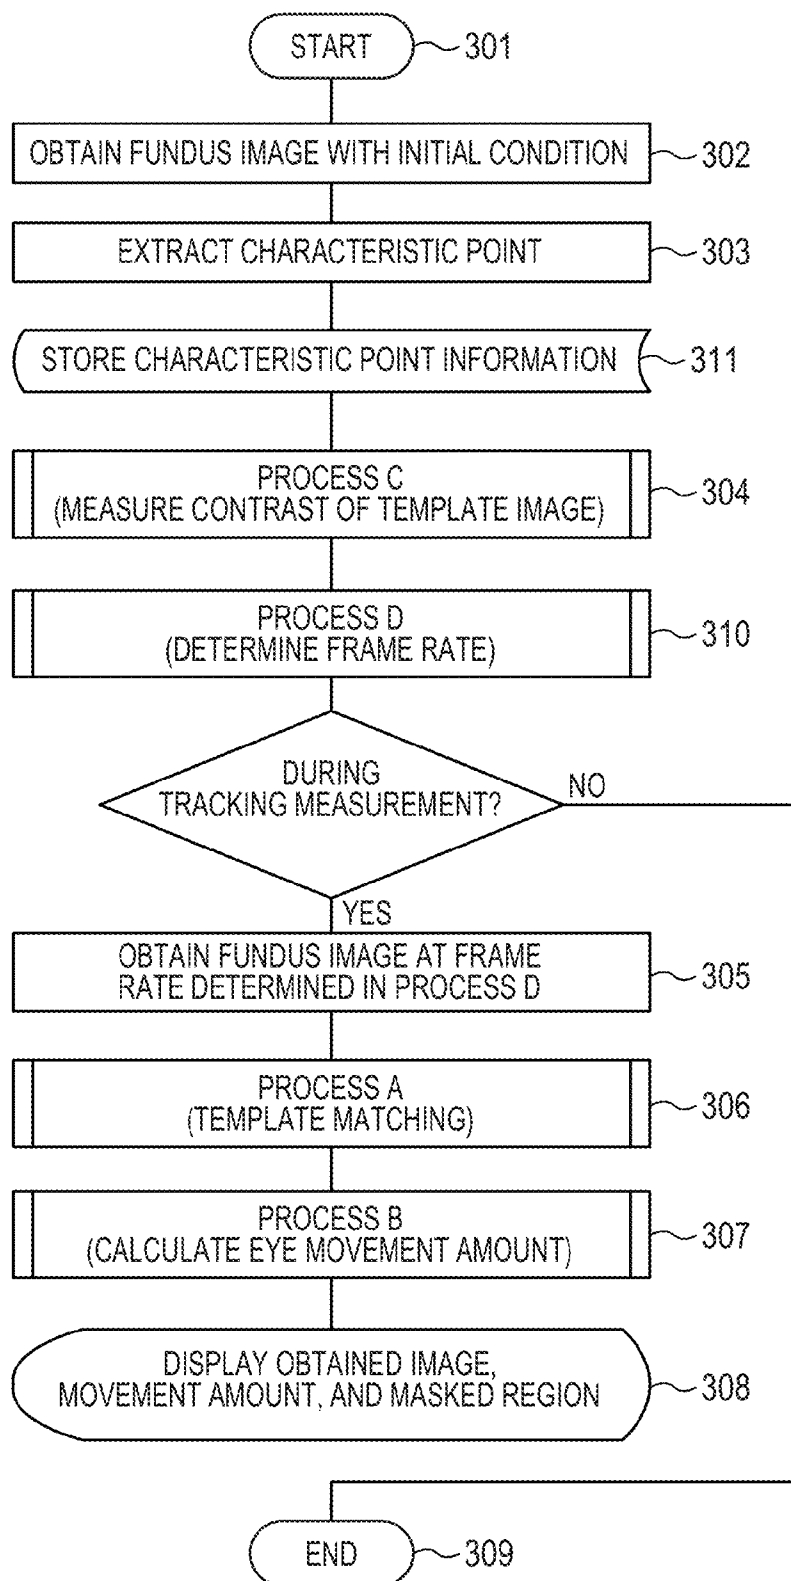 START
301
OBTAIN FUNDUS IMAGE WITH INITIAL CONDITION
302
EXTRACT CHARACTERISTIC POINT
303
STORE CHARACTERISTIC POINT INFORMATION
311
PROCESS C
(MEASURE CONTRAST OF TEMPLATE IMAGE)
304
PROCESS D
(DETERMINE FRAME RATE)
310
DURING
TRACKING MEASUREMENT?
NO
YES
OBTAIN FUNDUS IMAGE AT FRAME
RATE DETERMINED IN PROCESS D
305
PROCESS A
(TEMPLATE MATCHING)
306
PROCESS B
(CALCULATE EYE MOVEMENT AMOUNT)
307
DISPLAY OBTAINED IMAGE,
MOVEMENT AMOUNT, AND MASKED REGION
308
END
309